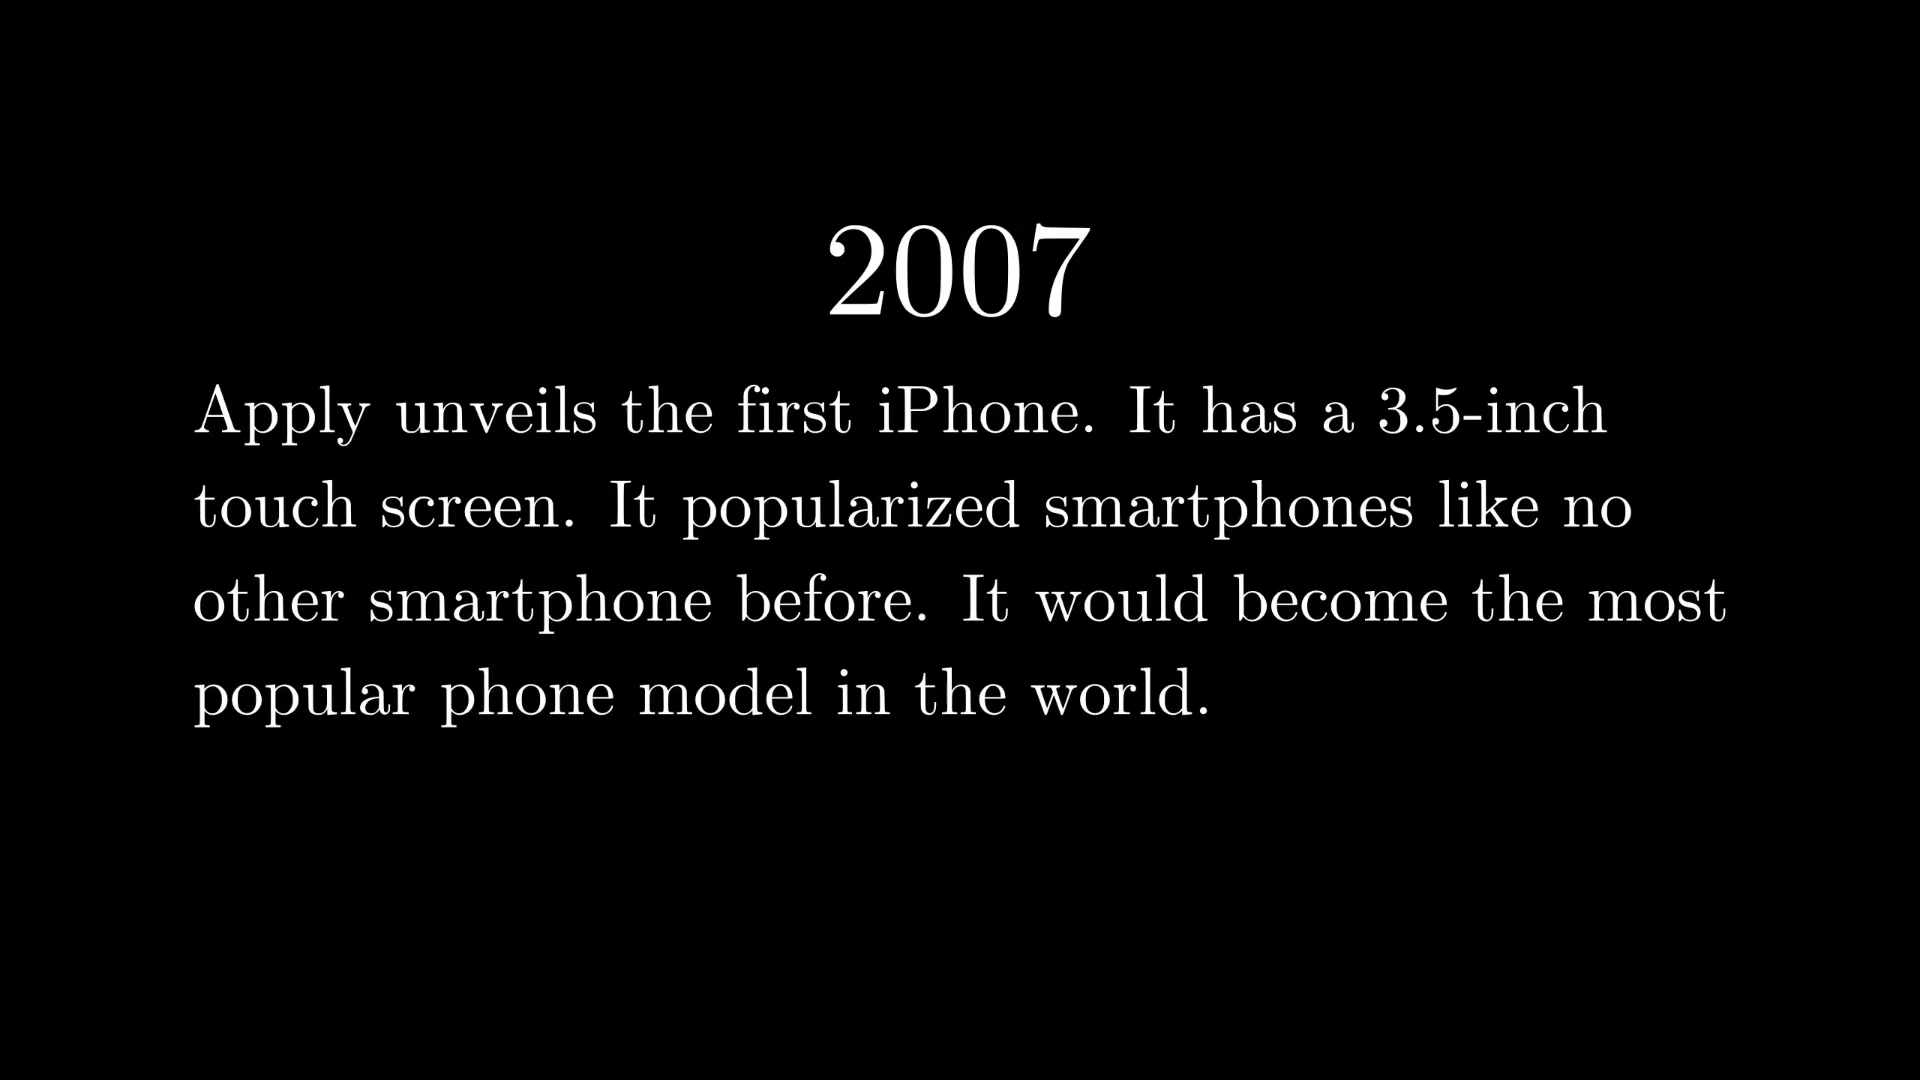 2007
Apply unveils the first iPhone. It has a 3.5-inch
touch screen. It popularized smartphones like no
other smartphone before. It would become the most
popular phone model in the world.